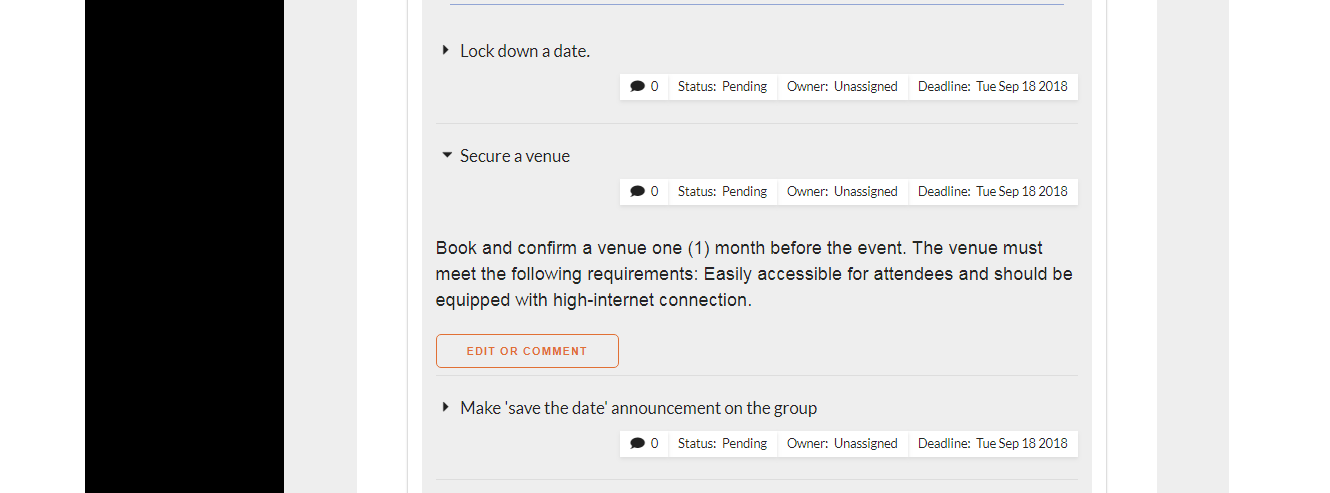 Lock down a date.
0 Status: Pending Owner: Unassigned Deadline: Tue Sep 18 2018
Secure a venue
0 Status: Pending Owner: Unassigned Deadline: Tue Sep 18 2018
Book and confirm a venue one (1) month before the event. The venue must
meet the following requirements: Easily accessible for attendees and should be
equipped with high-internet connection.
EDIT OR COMMENT
Make 'save the date' announcement on the group
0 Status: Pending Owner: Unassigned Deadline: Tue Sep 18 2018